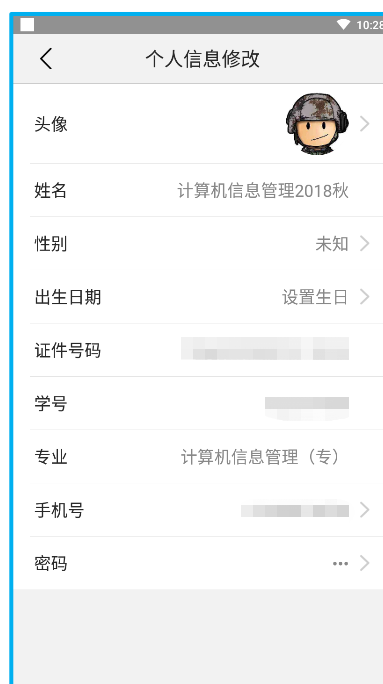 10:28
个人信息修改
头像
姓名 计算机信息管理2018秋
性别 未知
出生日期 设置生日
证件号码
学号
专业 计算机信息管理（专）
手机号
密码 •••